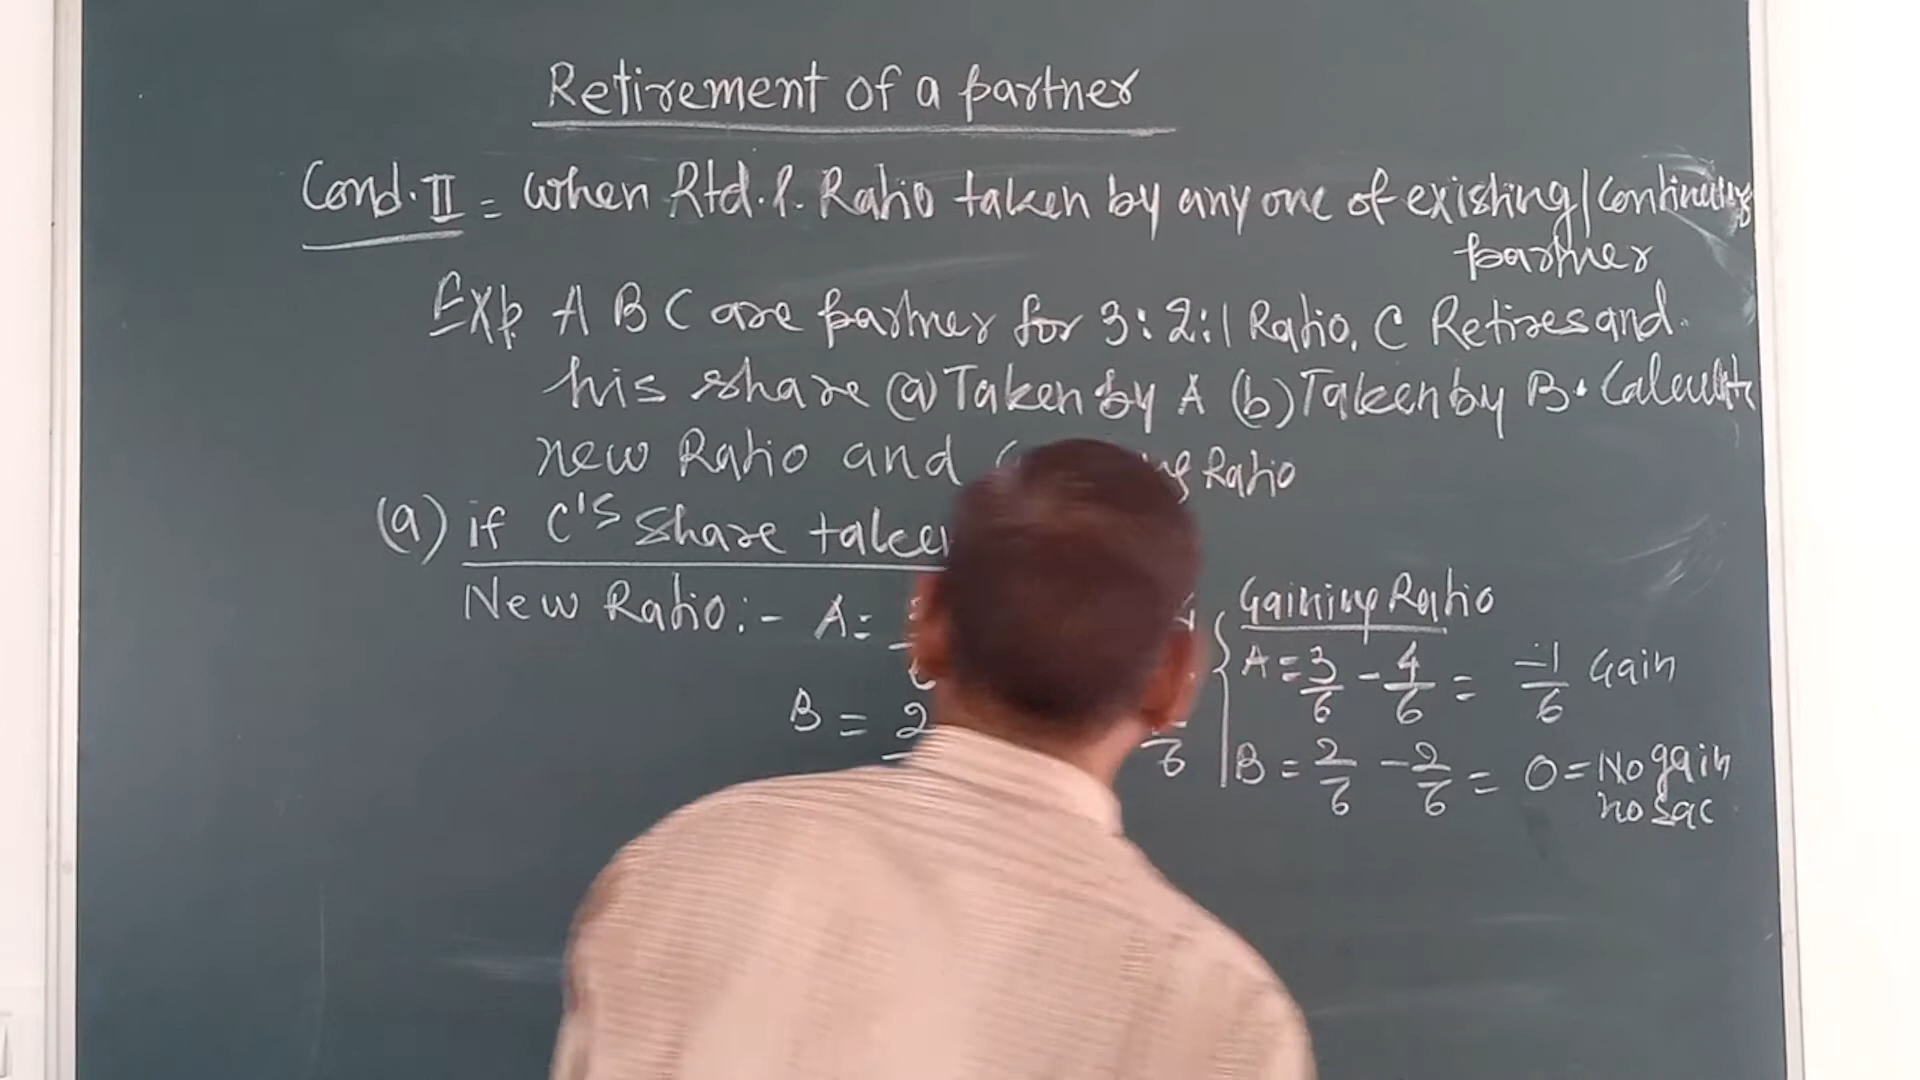 Retirement of a partner
Cond. II = when Rtd. P. Ratio taken by any one of existing/continuing
partner
Exp. A B C are partner for 3:2:1 Ratio. C Retires and
his share (a) Taken by A (b) Taken by B. Calculate
new Ratio and Ratio
(a) if C's share taken
New Ratio :- A =
B = 2
6
Gaining Ratio
A = 3/6 - 4/6 = -1/6 Gain
B = 2/6 - 2/6 = 0 = No gain
no sac